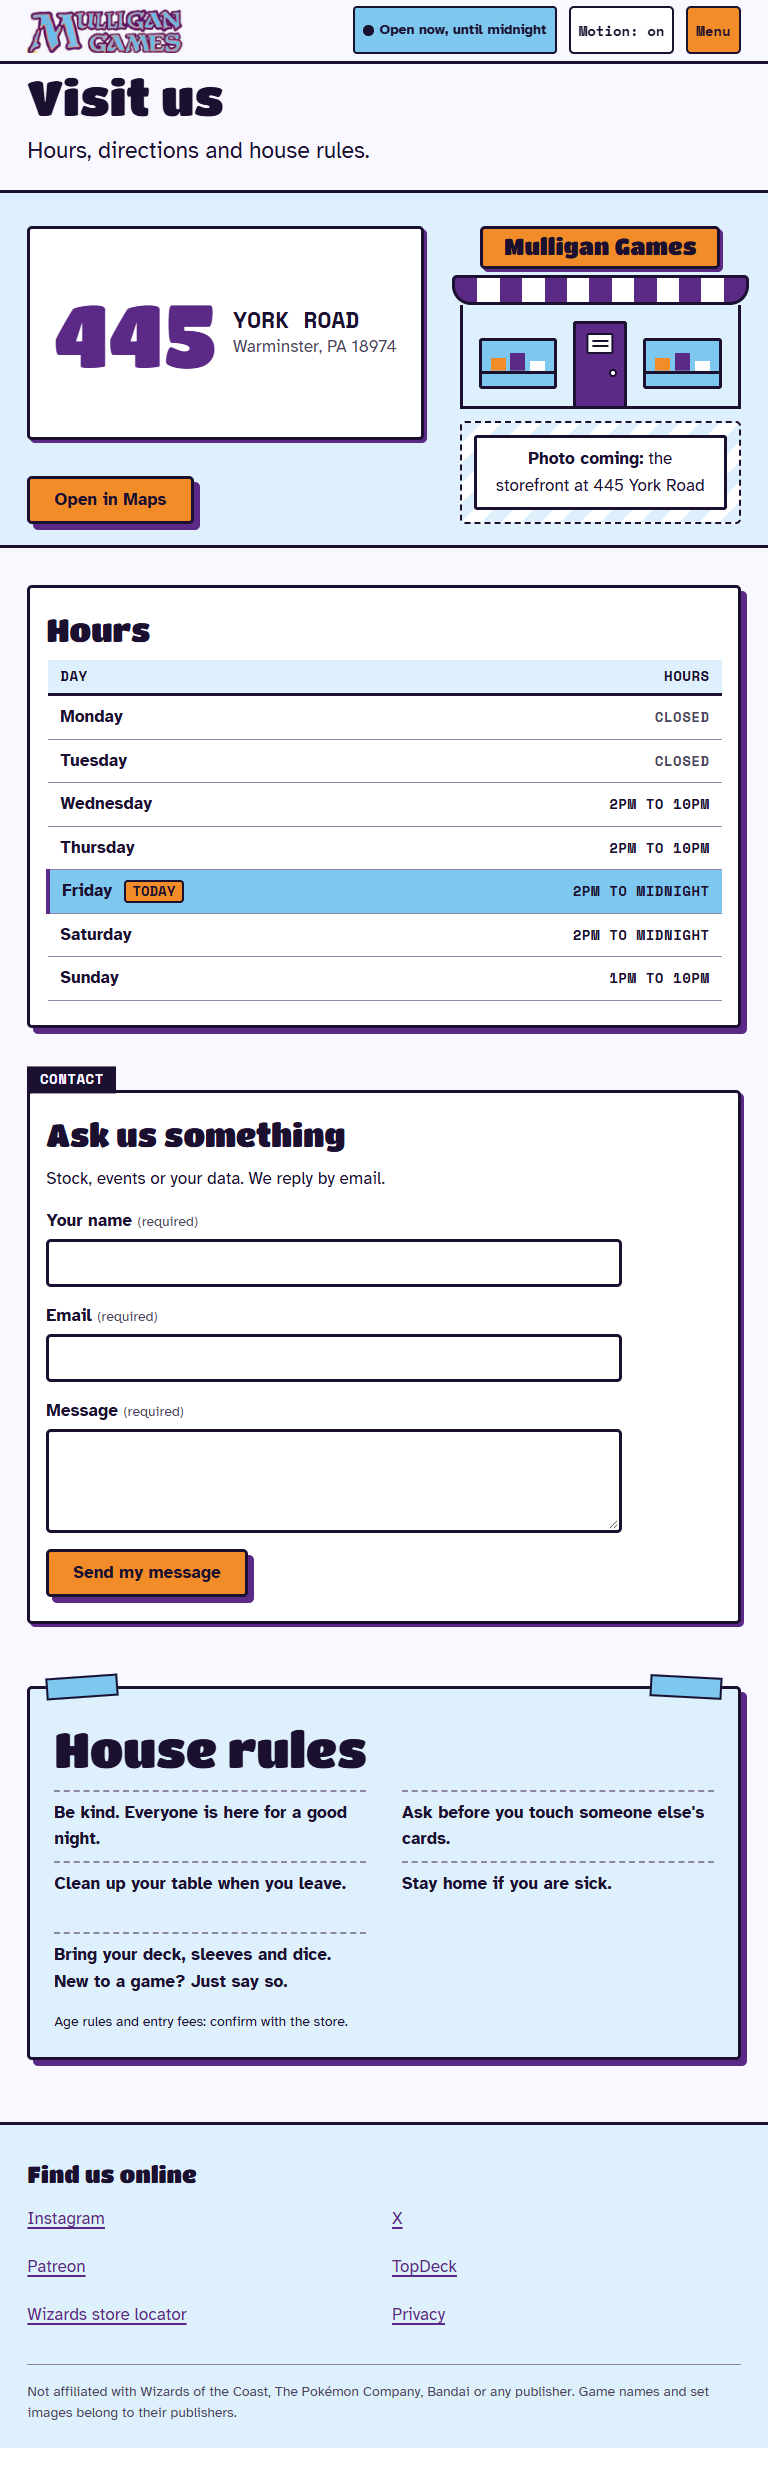 MULLIGAN GAMES
Open now, until midnight
Motion: on
Menu
Visit us
Hours, directions and house rules.
445
YORK ROAD
Warminster, PA 18974
Open in Maps
Mulligan Games
Photo coming: the
storefront at 445 York Road
Hours
DAY HOURS
Monday CLOSED
Tuesday CLOSED
Wednesday 2PM TO 10PM
Thursday 2PM TO 10PM
Friday TODAY 2PM TO MIDNIGHT
Saturday 2PM TO MIDNIGHT
Sunday 1PM TO 10PM
CONTACT
Ask us something
Stock, events or your data. We reply by email.
Your name (required)
Email (required)
Message (required)
Send my message
House rules
Be kind. Everyone is here for a good
night.
Ask before you touch someone else's
cards.
Clean up your table when you leave.
Stay home if you are sick.
Bring your deck, sleeves and dice.
New to a game? Just say so.
Age rules and entry fees: confirm with the store.
Find us online
Instagram
X
Patreon
TopDeck
Wizards store locator
Privacy
Not affiliated with Wizards of the Coast, The Pokémon Company, Bandai or any publisher. Game names and set
images belong to their publishers.